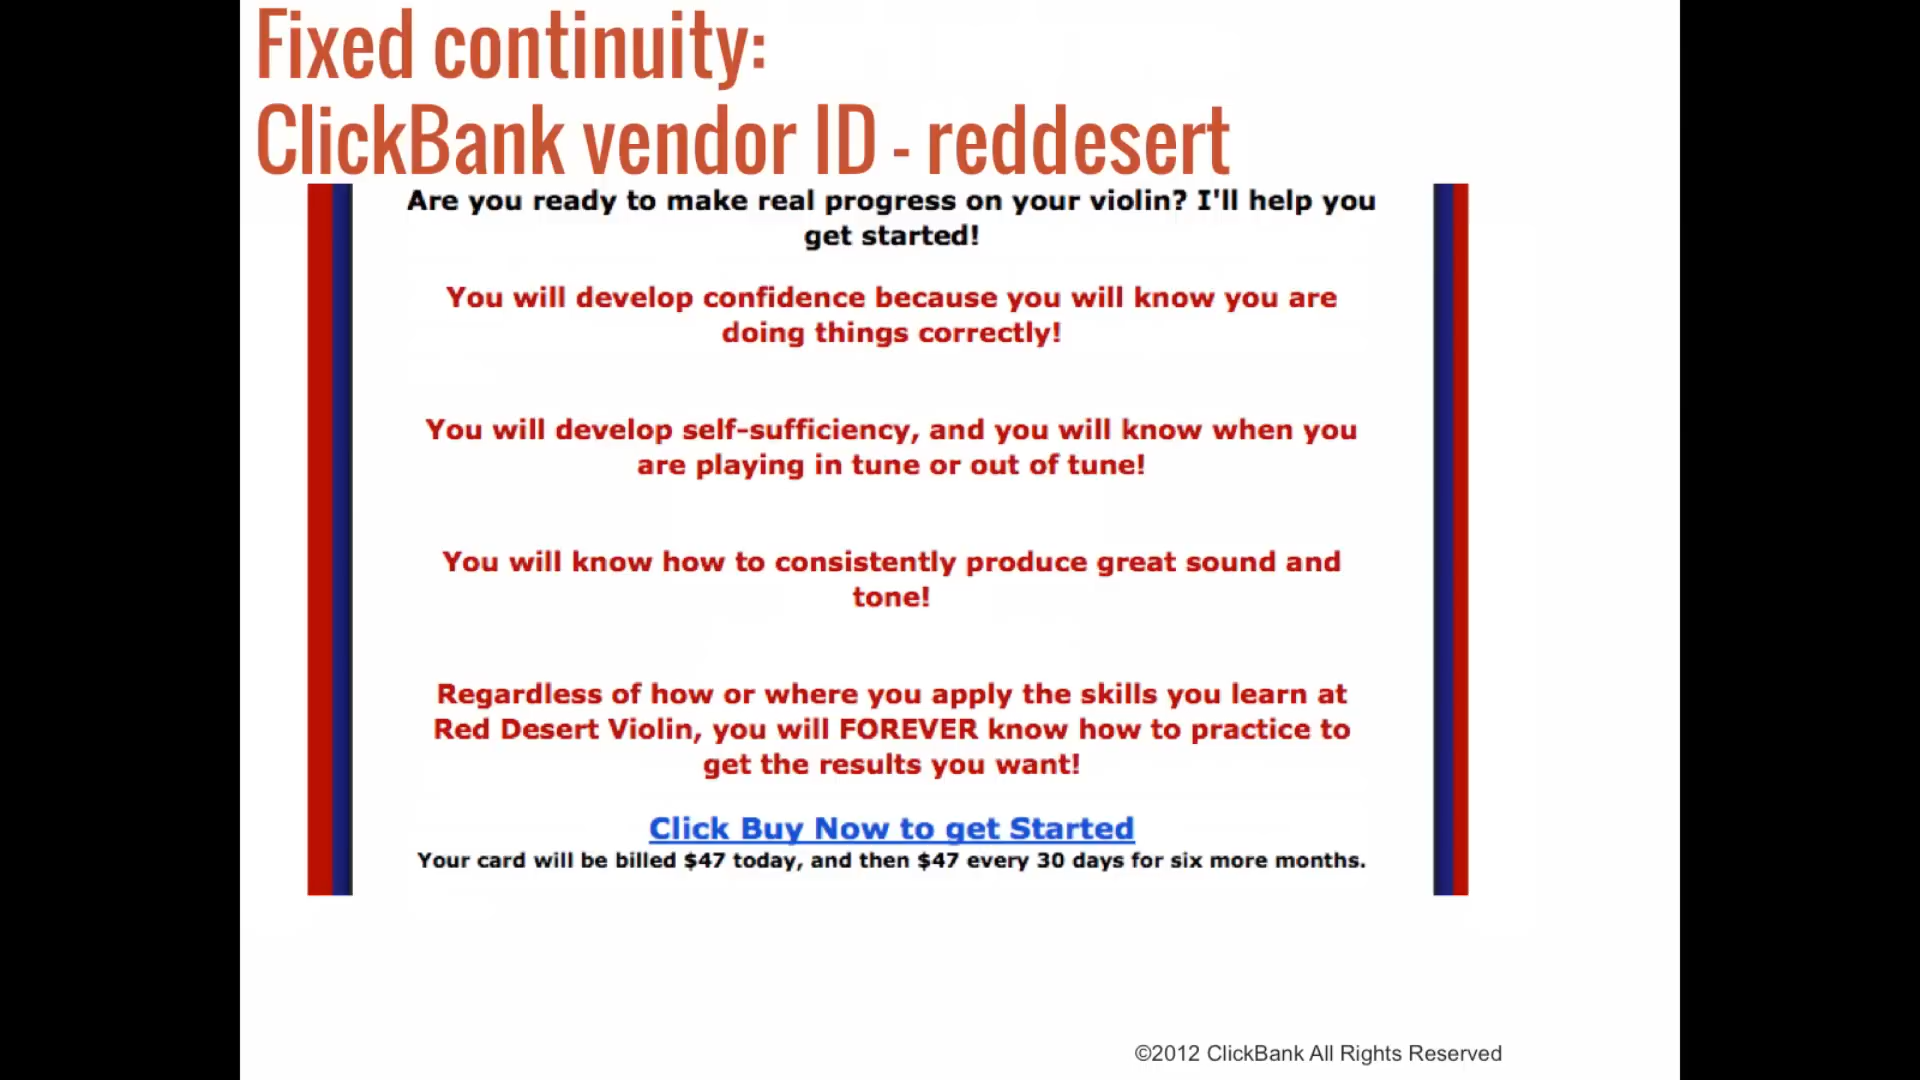 Fixed continuity:
ClickBank vendor ID - reddesert
Are you ready to make real progress on your violin? I'll help you
get started!
You will develop confidence because you will know you are
doing things correctly!
You will develop self-sufficiency, and you will know when you
are playing in tune or out of tune!
You will know how to consistently produce great sound and
tone!
Regardless of how or where you apply the skills you learn at
Red Desert Violin, you will FOREVER know how to practice to
get the results you want!
Click Buy Now to get Started
Your card will be billed $47 today, and then $47 every 30 days for six more months.
©2012 ClickBank All Rights Reserved